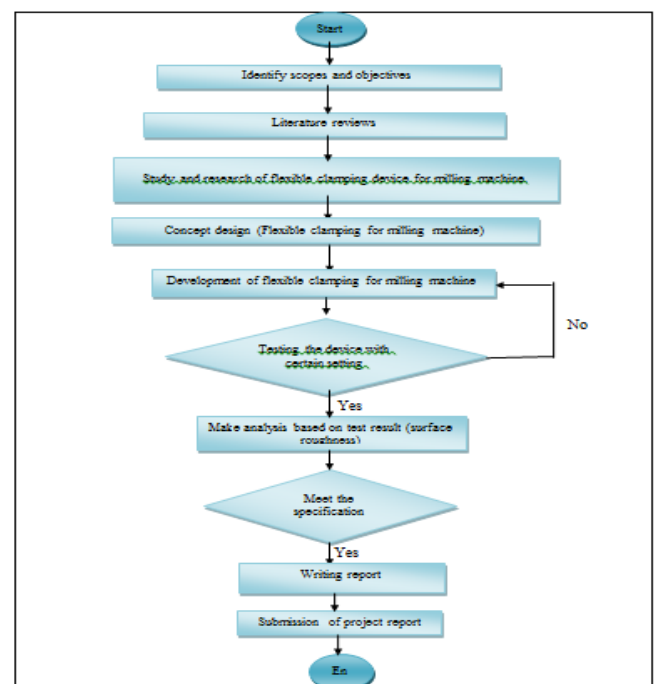 Start
Identify scopes and objectives
Literature reviews
Study and research of flexible clamping device for milling machine.
Concept design (Flexible clamping for milling machine)
Development of flexible clamping for milling machine
No
Testing the device with
certain setting.
Yes
Make analysis based on test result (surface
roughness)
Meet the
specification
Yes
Writing report
Submission of project report
En